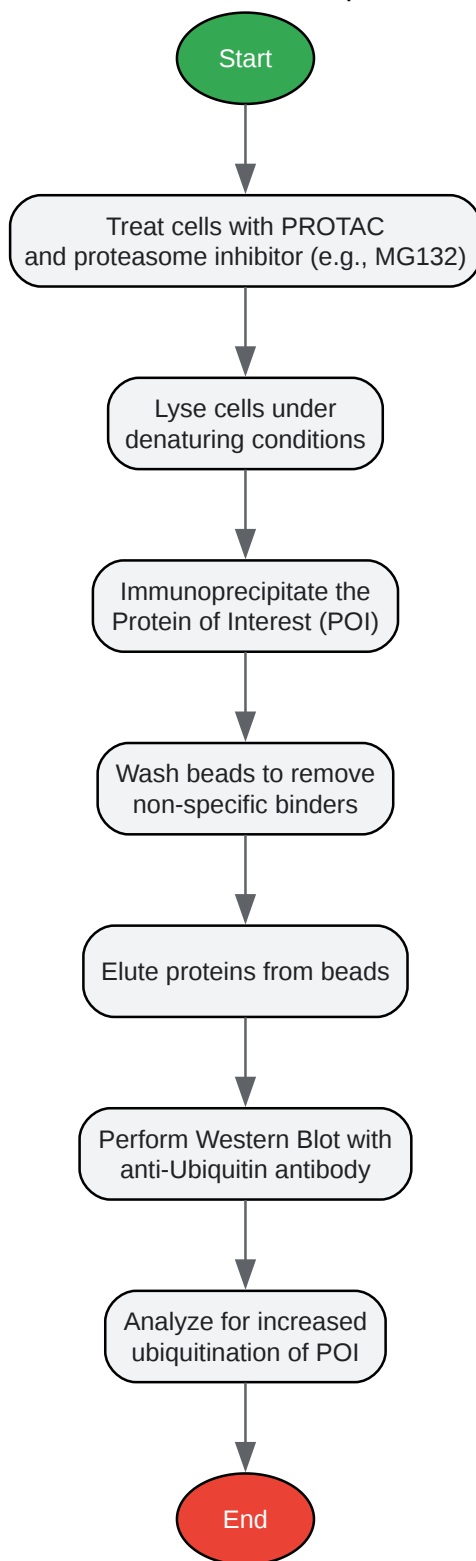 Start
Treat cells with PROTAC
and proteasome inhibitor (e.g., MG132)
Lyse cells under
denaturing conditions
Immunoprecipitate the
Protein of Interest (POI)
Wash beads to remove
non-specific binders
Elute proteins from beads
Perform Western Blot with
anti-Ubiquitin antibody
Analyze for increased
ubiquitination of POI
End